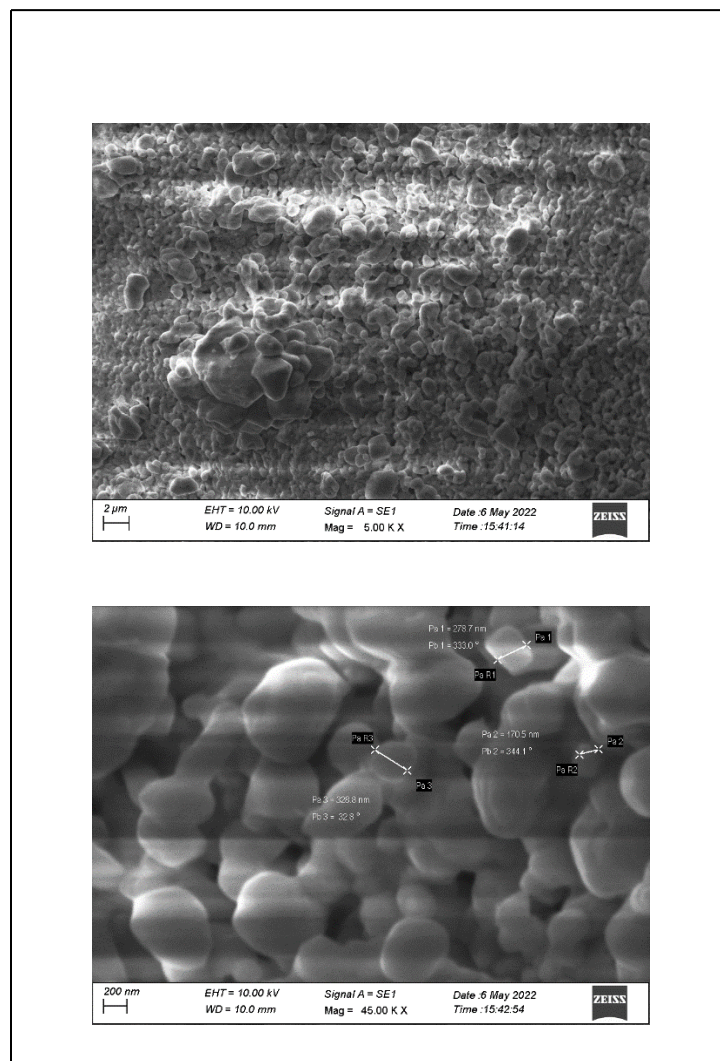 2 µm
EHT = 10.00 kV
WD = 10.0 mm
Signal A = SE1
Mag = 5.00 K X
Date :6 May 2022
Time :15:41:14
ZEISS
Pa 1 = 278.7 nm
Pb 1 = 333.0 °
Pa 1
Pa R1
Pa 2 = 170.5 nm
Pb 2 = 344.1 °
Pa 2
Pa R2
Pa R3
Pa 3
Pa 3 = 328.8 nm
Pb 3 = 32.8 °
200 nm
EHT = 10.00 kV
WD = 10.0 mm
Signal A = SE1
Mag = 45.00 K X
Date :6 May 2022
Time :15:42:54
ZEISS